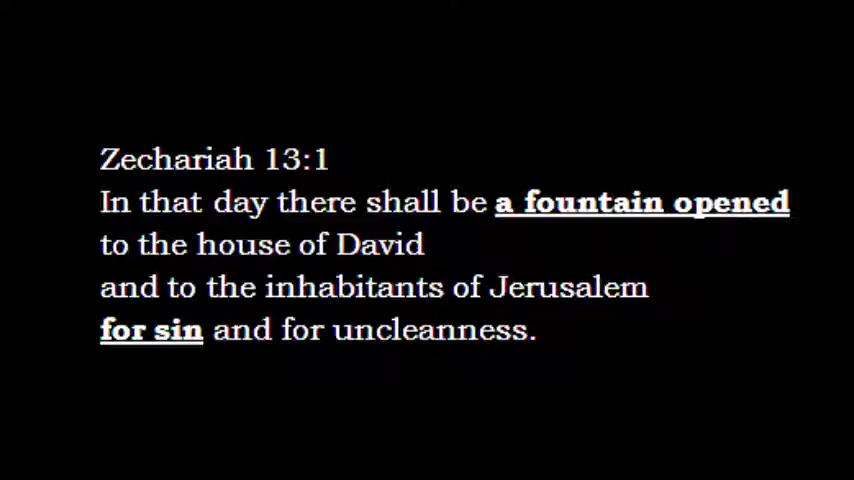 Zechariah 13:1
In that day there shall be a fountain opened
to the house of David
and to the inhabitants of Jerusalem
for sin and for uncleanness.